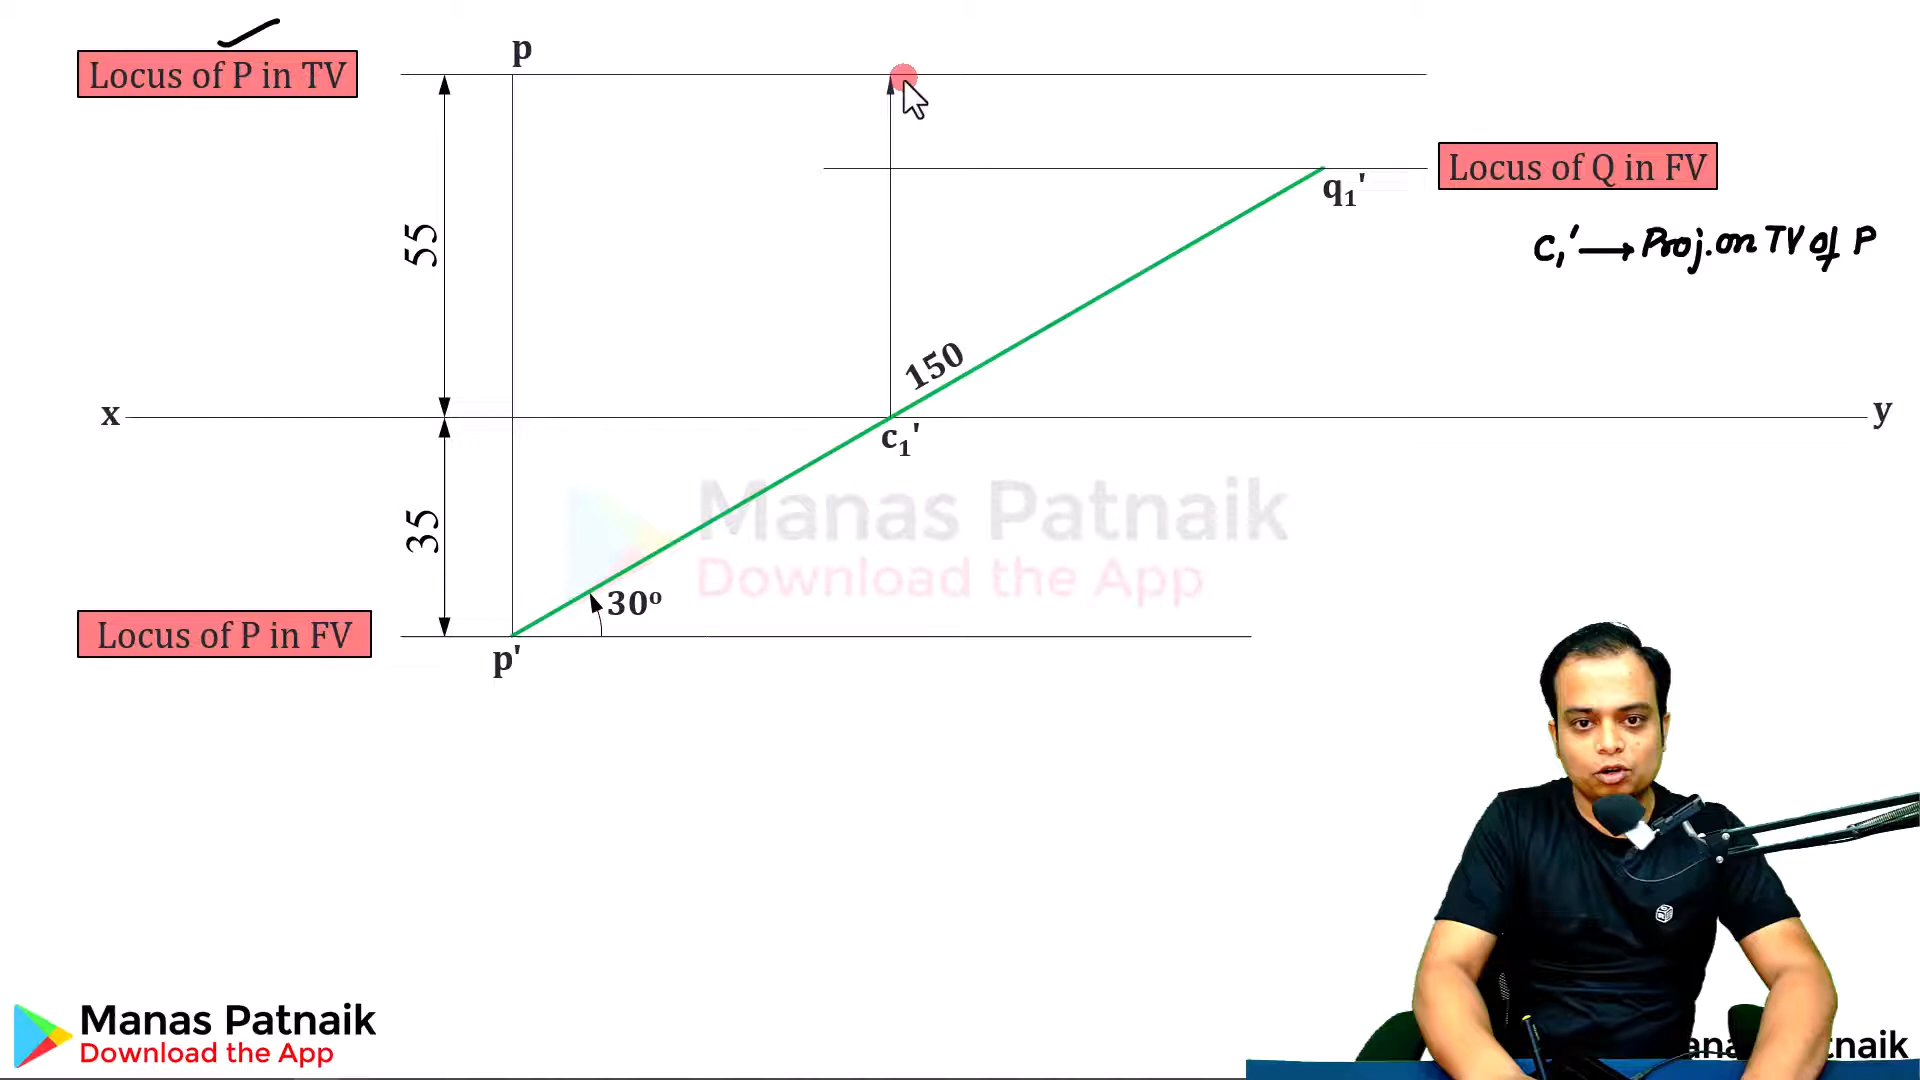 Locus of P in TV
p
Locus of Q in FV
q₁'
c₁' → Proj. on TV of P
55
150
x
y
c₁'
Manas Patnaik
Download the App
35
30º
Locus of P in FV
p'
Manas Patnaik
Download the App